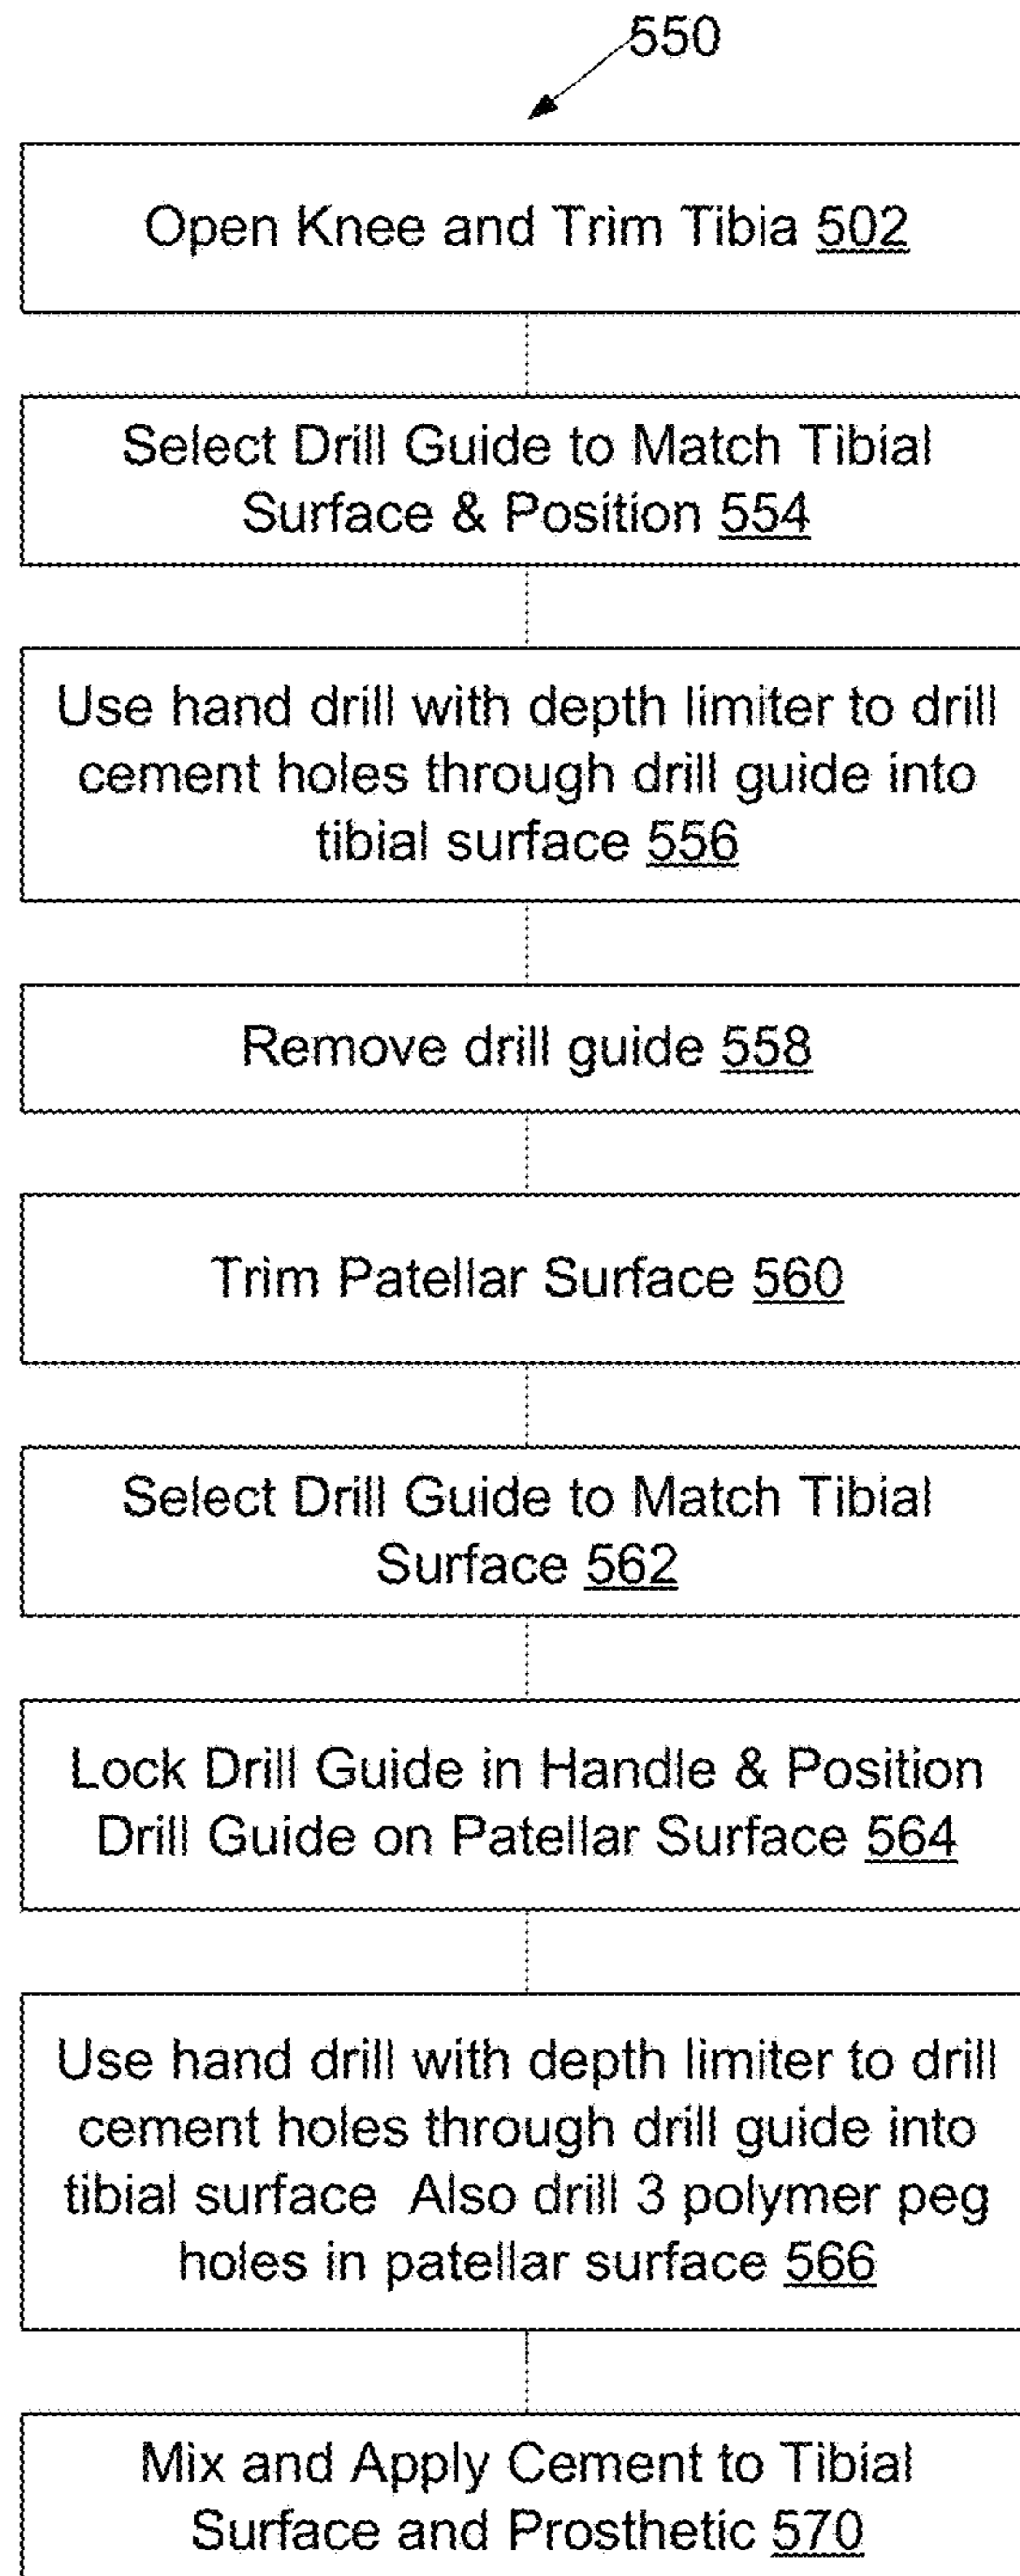 550
Open Knee and Trim Tibia 502
Select Drill Guide to Match Tibial
Surface & Position 554
Use hand drill with depth limiter to drill
cement holes through drill guide into
tibial surface 556
Remove drill guide 558
Trim Patellar Surface 560
Select Drill Guide to Match Tibial
Surface 562
Lock Drill Guide in Handle & Position
Drill Guide on Patellar Surface 564
Use hand drill with depth limiter to drill
cement holes through drill guide into
tibial surface  Also drill 3 polymer peg
holes in patellar surface 566
Mix and Apply Cement to Tibial
Surface and Prosthetic 570